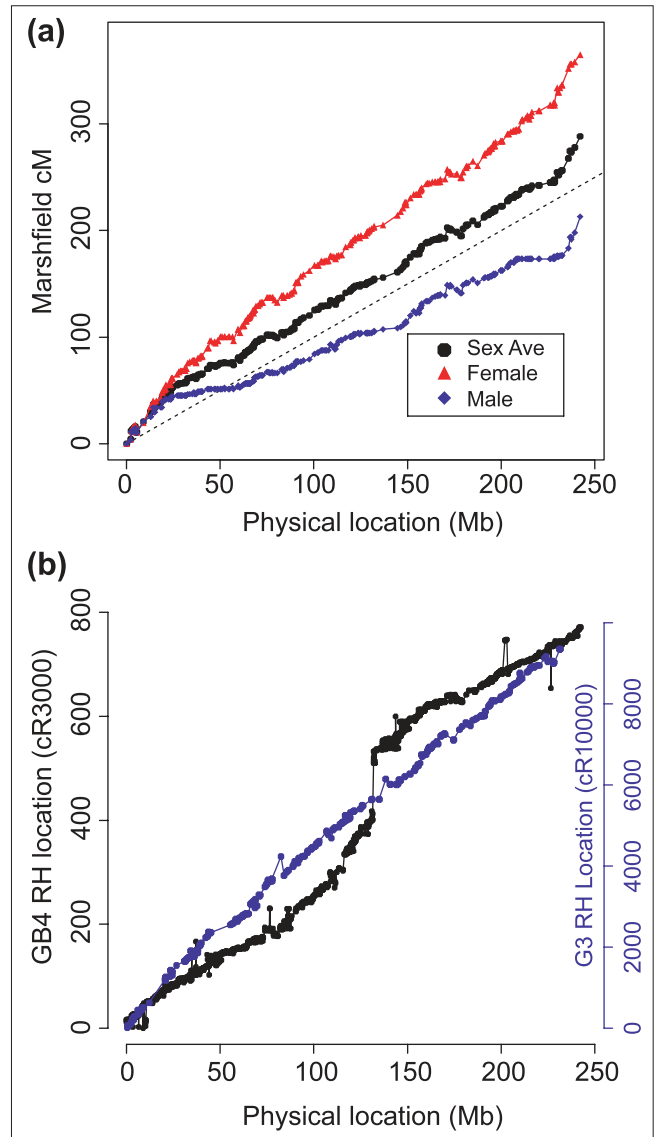 (a)
Marshfield cM
300
200
100
0
Sex Ave
Female
Male
0 50 100 150 200 250
Physical location (Mb)
(b)
GB4 RH location (cR3000)
800
600
400
200
0
G3 RH Location (cR10000)
8000
6000
4000
2000
0
0 50 100 150 200 250
Physical location (Mb)